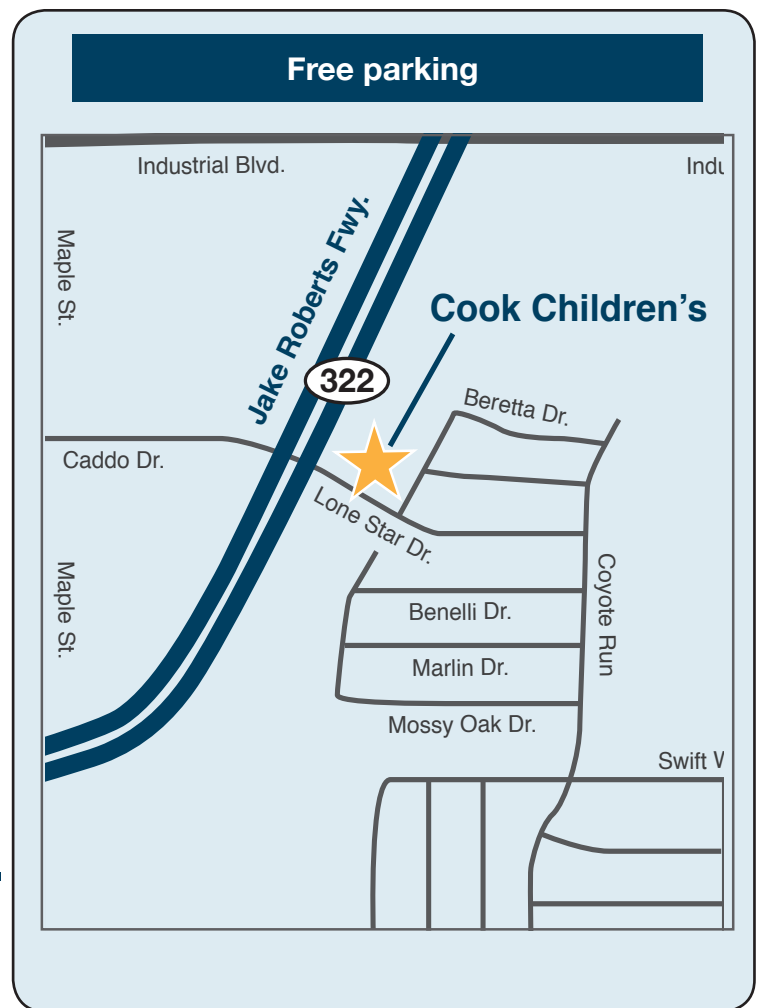 Free parking
Industrial Blvd.
Indu
Maple St.
Jake Roberts Fwy.
Cook Children's
322
Beretta Dr.
Caddo Dr.
Lone Star Dr.
Maple St.
Coyote Run
Benelli Dr.
Marlin Dr.
Mossy Oak Dr.
Swift